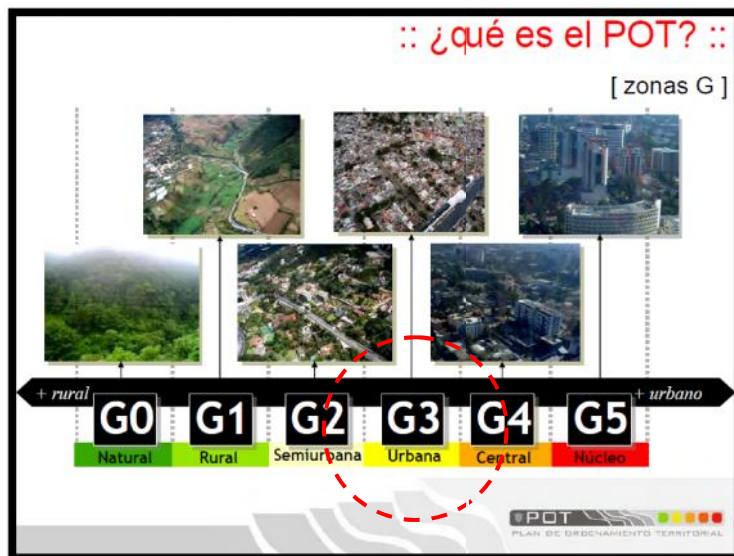 :: ¿qué es el POT? ::
[ zonas G ]
+ rural
+ urbano
G0 G1 G2 G3 G4 G5
Natural Rural Semiurbana Urbana Central Núcleo
POT
PLAN DE ORDENAMIENTO TERRITORIAL